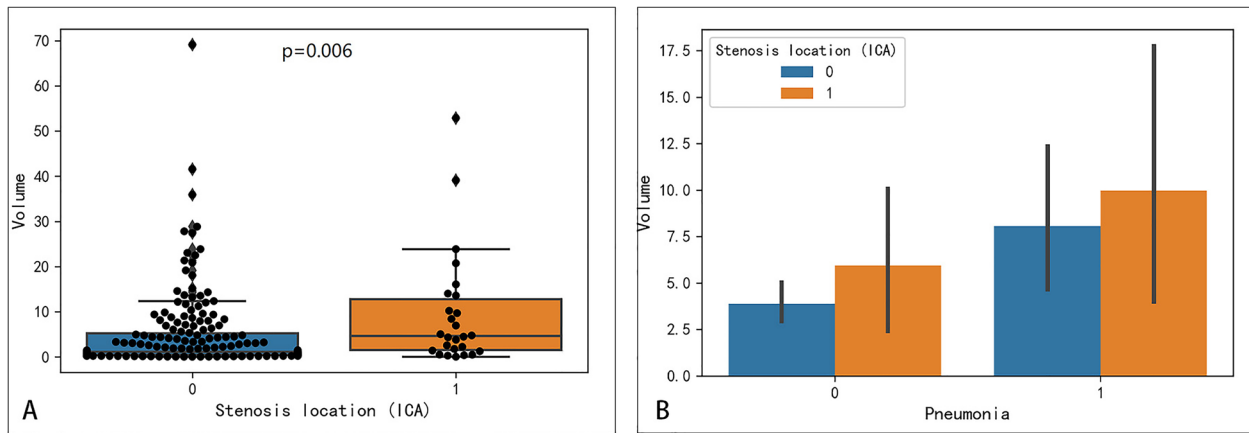 p=0.006
70
60
50
40
30
20
10
0
Volume
0 1
Stenosis location (ICA)
A
Stenosis location (ICA)
0
1
17.5
15.0
12.5
10.0
7.5
5.0
2.5
0.0
Volume
0 1
Pneumonia
B